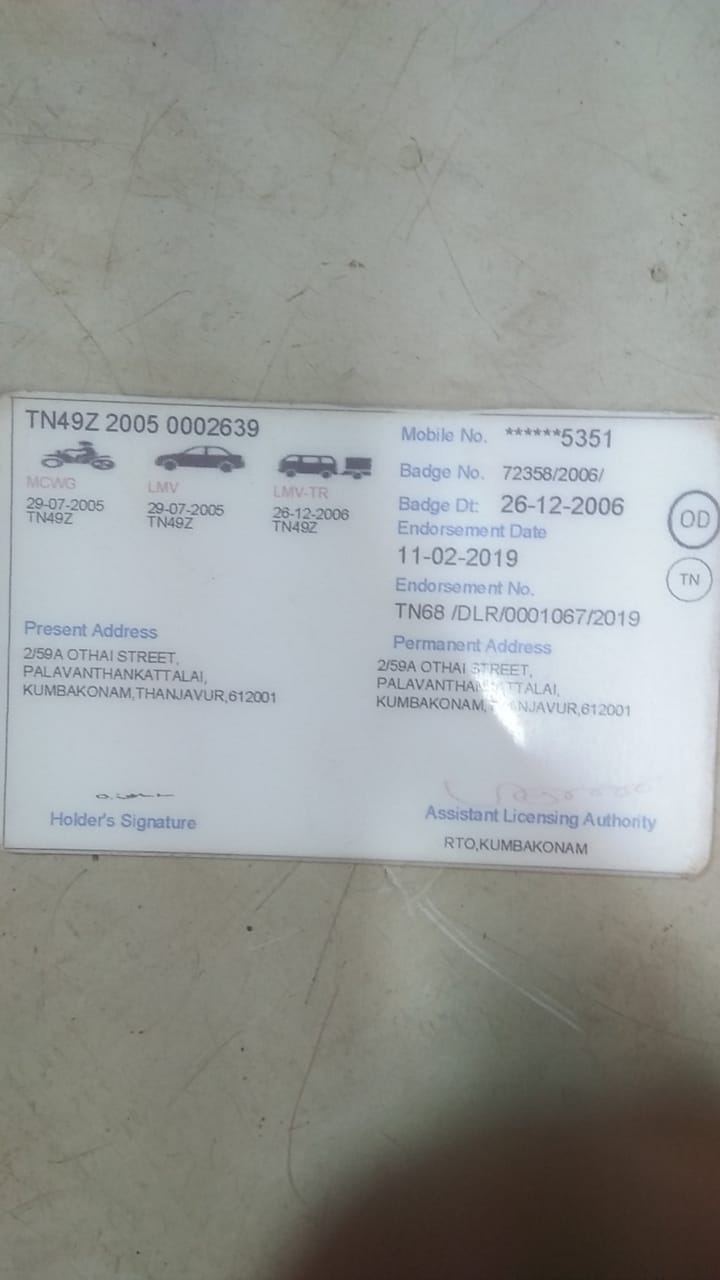 TN49Z 2005 0002639
MCWG
29-07-2005
TN49Z
LMV
29-07-2005
TN49Z
LMV-TR
26-12-2006
TN49Z
Mobile No. ******5351
Badge No. 72358/2006/
Badge Dt: 26-12-2006
Endorsement Date
11-02-2019
Endorsement No.
TN68 /DLR/0001067/2019
OD
TN
Present Address
2/59A OTHAI STREET,
PALAVANTHANKATTALAI,
KUMBAKONAM,THANJAVUR,612001
Permanent Address
2/59A OTHAI STREET,
PALAVANTHANKATTALAI,
KUMBAKONAM,THANJAVUR,612001
Holder's Signature
Assistant Licensing Authority
RTO,KUMBAKONAM